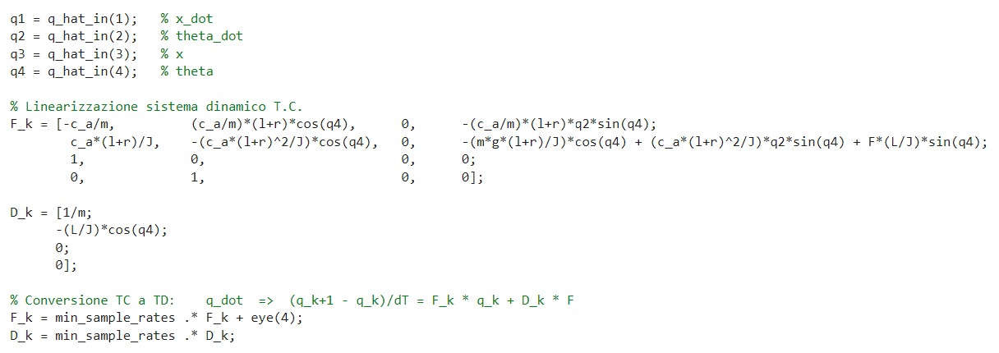 q1 = q_hat_in(1);   % x_dot
q2 = q_hat_in(2);   % theta_dot
q3 = q_hat_in(3);   % x
q4 = q_hat_in(4);   % theta

% Linearizzazione sistema dinamico T.C.
F_k = [-c_a/m,          (c_a/m)*(l+r)*cos(q4),      0,      -(c_a/m)*(l+r)*q2*sin(q4);
        c_a*(l+r)/J,    -(c_a*(l+r)^2/J)*cos(q4),   0,      -(m*g*(l+r)/J)*cos(q4) + (c_a*(l+r)^2/J)*q2*sin(q4) + F*(L/J)*sin(q4);
        1,              0,                          0,      0;
        0,              1,                          0,      0];

D_k = [1/m;
      -(L/J)*cos(q4);
      0;
      0];

% Conversione TC a TD:    q_dot  =>  (q_k+1 - q_k)/dT = F_k * q_k + D_k * F
F_k = min_sample_rates .* F_k + eye(4);
D_k = min_sample_rates .* D_k;